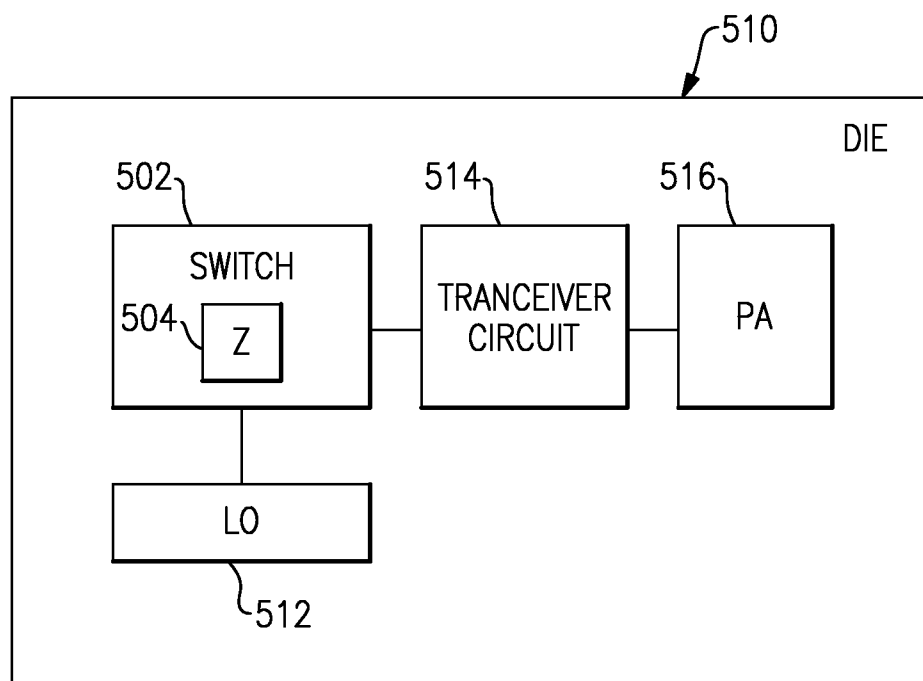 510
DIE
502
514
516
SWITCH
504
Z
TRANCEIVER
CIRCUIT
PA
LO
512